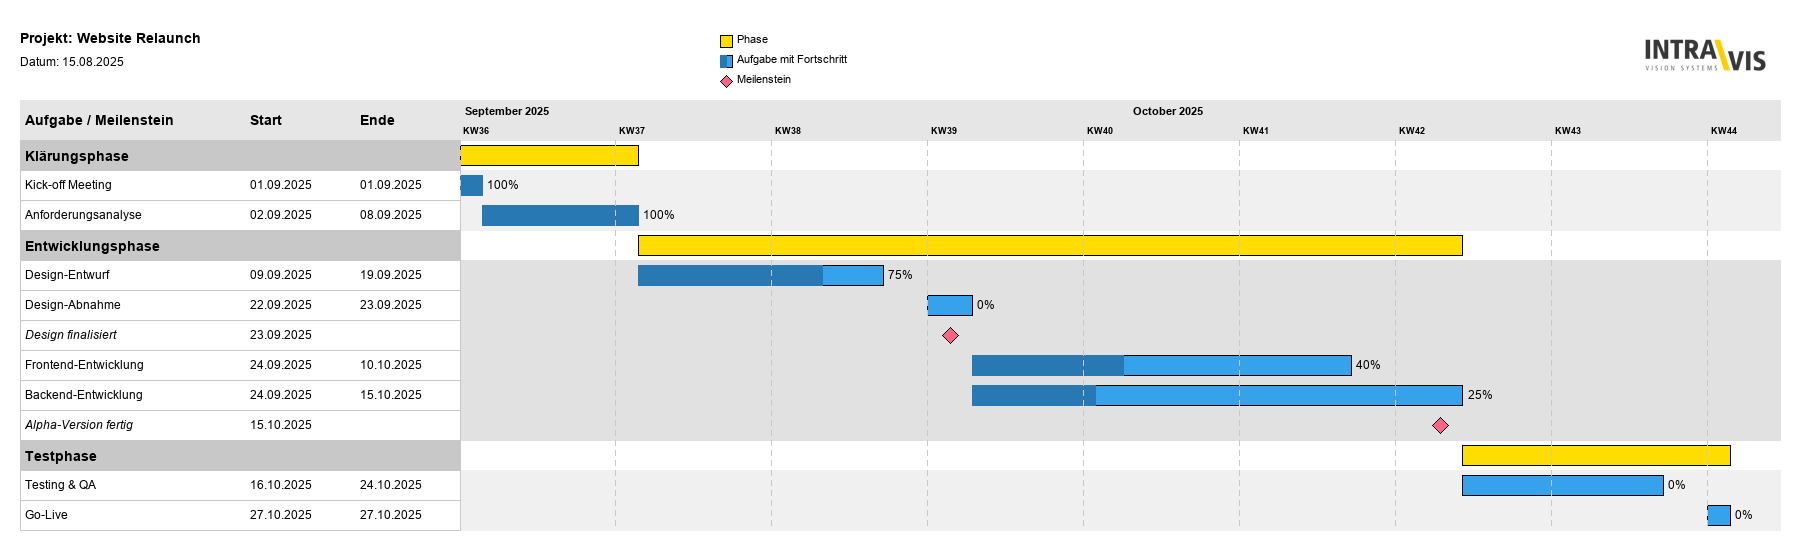 Projekt: Website Relaunch
Datum: 15.08.2025
Phase
Aufgabe mit Fortschritt
Meilenstein
INTRAVIS
VISION SYSTEMS
Aufgabe / Meilenstein Start Ende
September 2025 October 2025
KW36 KW37 KW38 KW39 KW40 KW41 KW42 KW43 KW44
Klärungsphase
Kick-off Meeting 01.09.2025 01.09.2025 100%
Anforderungsanalyse 02.09.2025 08.09.2025 100%
Entwicklungsphase
Design-Entwurf 09.09.2025 19.09.2025 75%
Design-Abnahme 22.09.2025 23.09.2025 0%
Design finalisiert 23.09.2025
Frontend-Entwicklung 24.09.2025 10.10.2025 40%
Backend-Entwicklung 24.09.2025 15.10.2025 25%
Alpha-Version fertig 15.10.2025
Testphase
Testing & QA 16.10.2025 24.10.2025 0%
Go-Live 27.10.2025 27.10.2025 0%